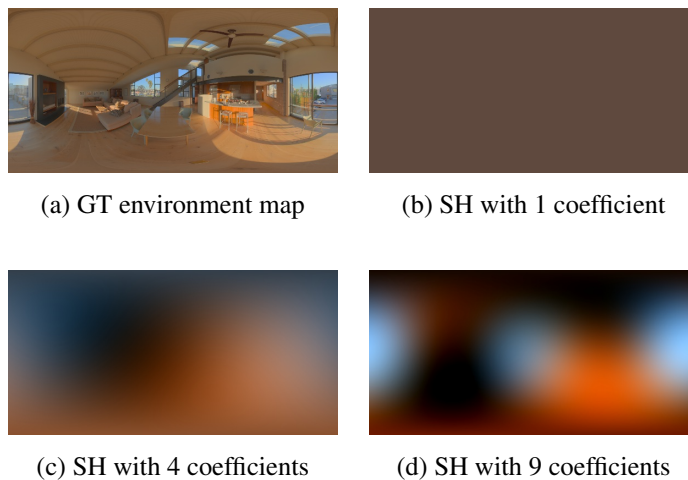 (a) GT environment map
(b) SH with 1 coefficient
(c) SH with 4 coefficients
(d) SH with 9 coefficients